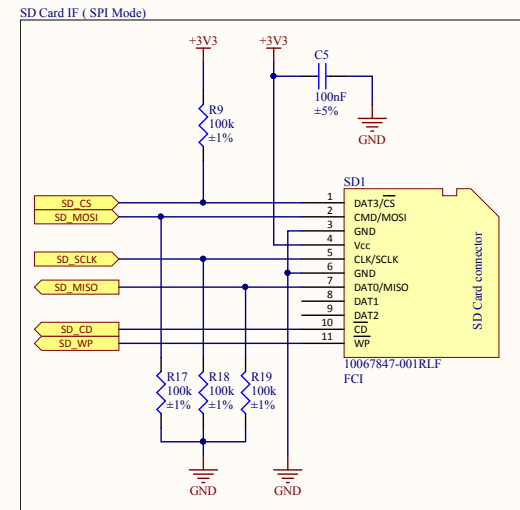 SD Card IF ( SPI Mode)
+3V3
+3V3
C5
100nF
±5%
GND
R9
100k
±1%
SD1
SD_CS
1
DAT3/CS
SD_MOSI
2
CMD/MOSI
3
GND
4
Vcc
SD_SCLK
5
CLK/SCLK
6
GND
SD_MISO
7
DAT0/MISO
8
DAT1
9
DAT2
SD_CD
10
CD
SD_WP
11
WP
SD Card connector
10067847-001RLF
FCI
R17
100k
±1%
R18
100k
±1%
R19
100k
±1%
GND
GND